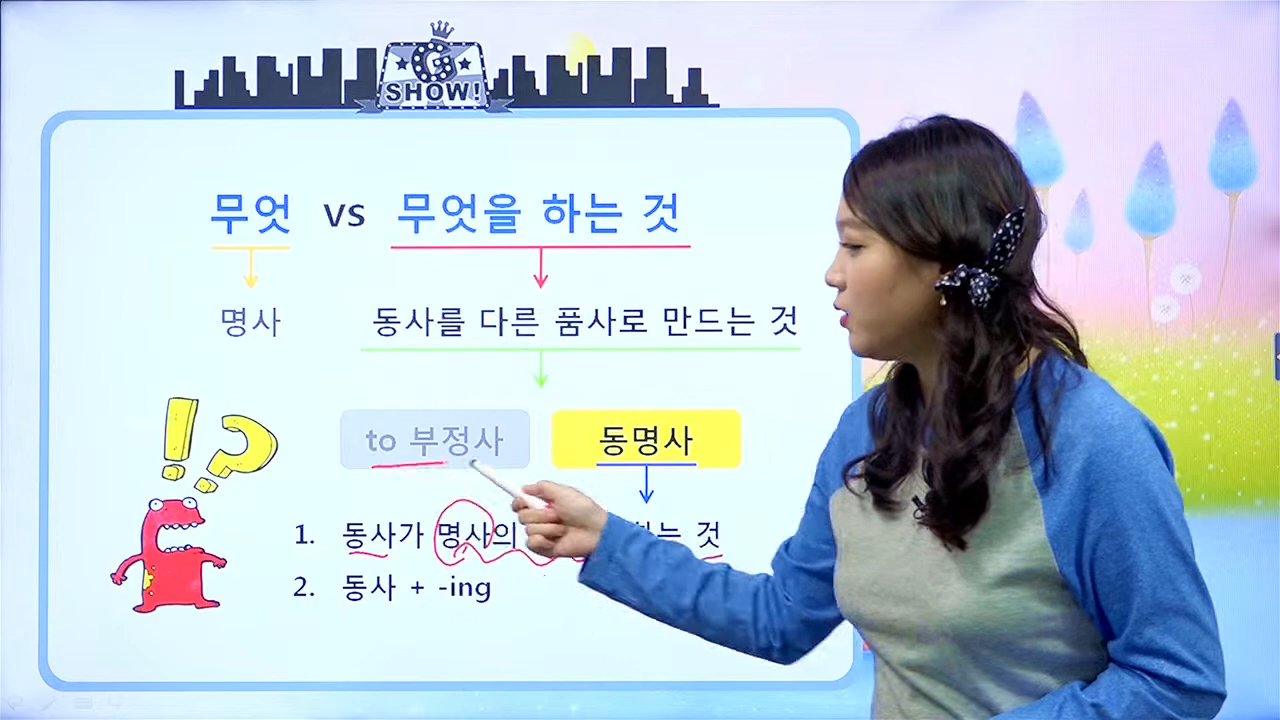 G
SHOW!
무엇 vs 무엇을 하는 것
명사 동사를 다른 품사로 만드는 것
to 부정사 동명사
1. 동사가 명사의 하는 것
2. 동사 + -ing